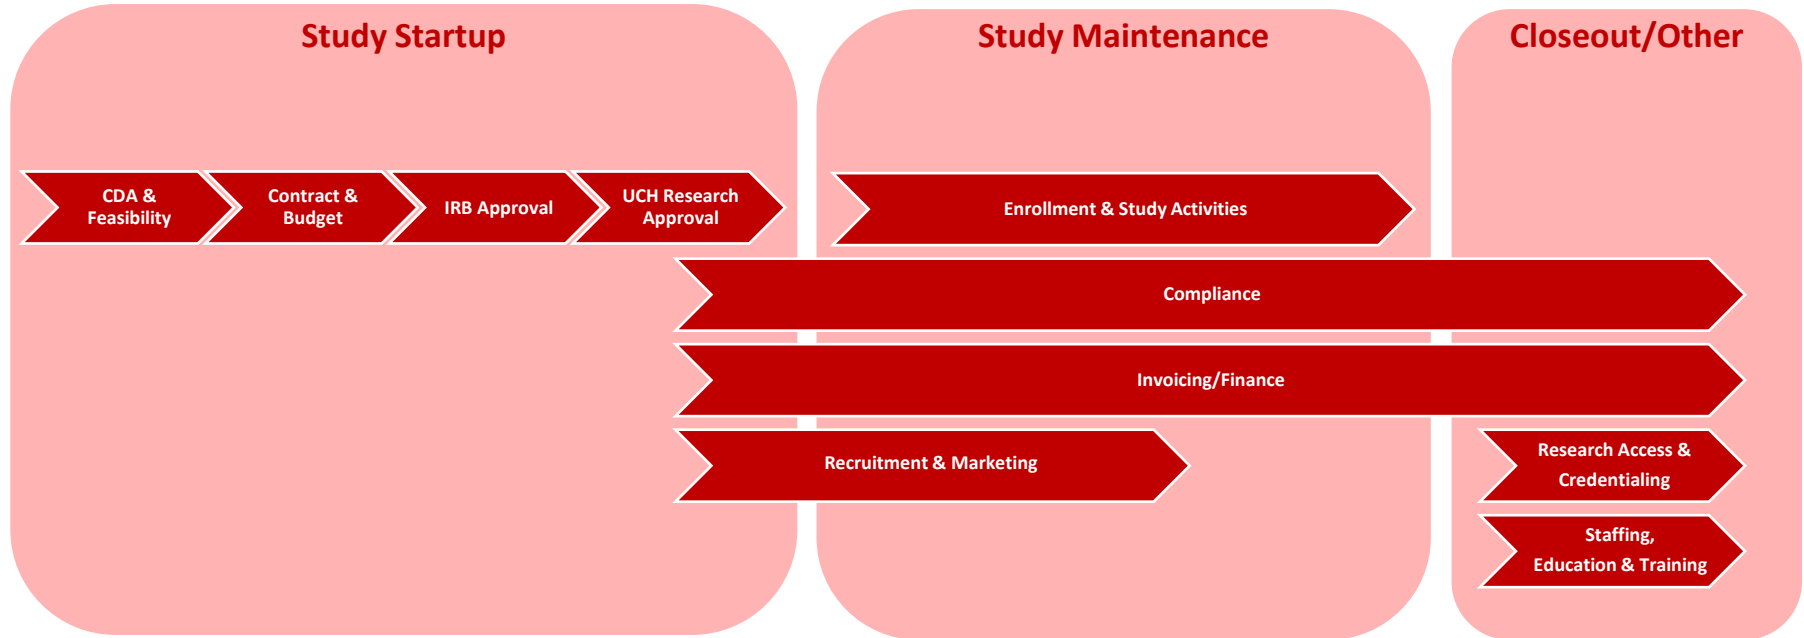 Study Startup
Study Maintenance
Closeout/Other
CDA &
Feasibility
Contract &
Budget
IRB Approval
UCH Research
Approval
Enrollment & Study Activities
Compliance
Invoicing/Finance
Recruitment & Marketing
Research Access &
Credentialing
Staffing,
Education & Training